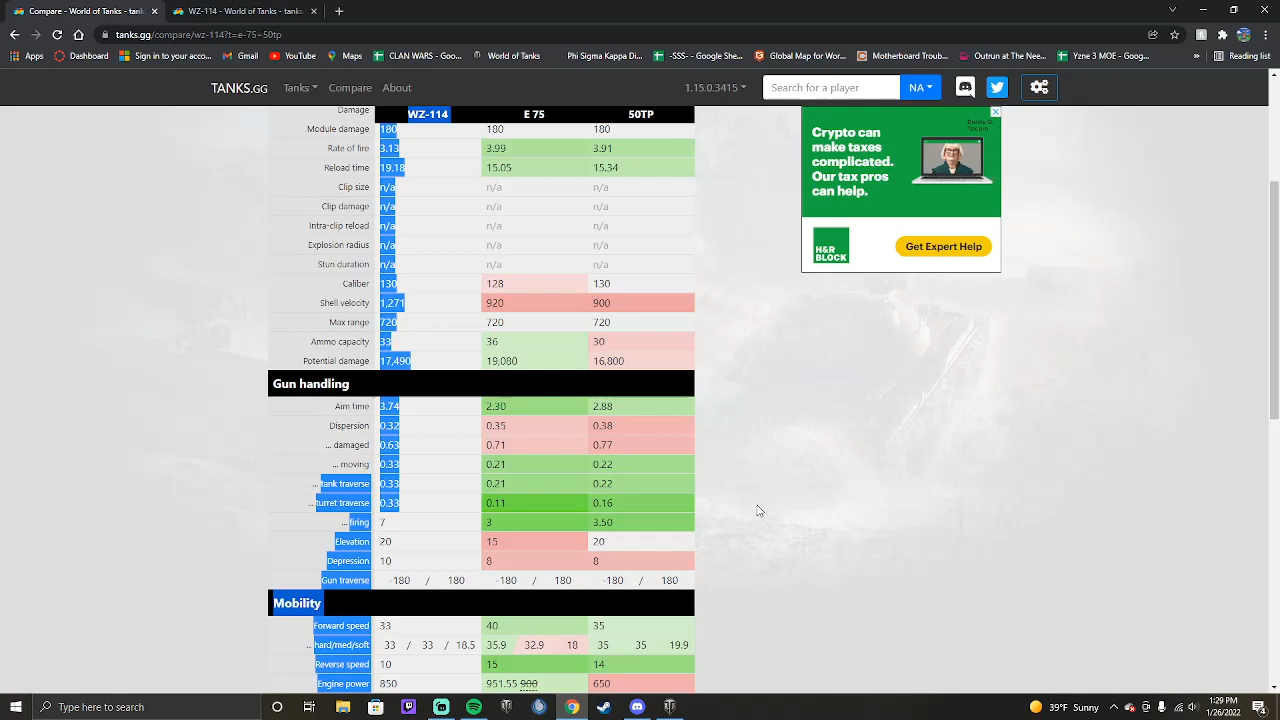 Compare - World of Tanks - tank
WZ-114 - World of Tanks - tanks
tanks.gg/compare/wz-114?t=e-75~50tp
Apps Dashboard Sign in to your acco... Gmail YouTube Maps CLAN WARS - Goo... World of Tanks Phi Sigma Kappa Di... -SSS- - Google She... Global Map for Wor... Motherboard Troub... Outrun at The Nee... Yzne 3 MOE - Goog... » Reading list
TANKS.GG Tanks Compare About 1.15.0.3415 Search for a player NA
Damage WZ-114 E 75 50TP
Module damage 180 180 180
Rate of fire 3.13 3.99 3.91
Reload time 19.18 15.05 15.34
Clip size n/a n/a n/a
Clip damage n/a n/a n/a
Intra-clip reload n/a n/a n/a
Explosion radius n/a n/a n/a
Stun duration n/a n/a n/a
Caliber 130 128 130
Shell velocity 1,271 920 900
Max range 720 720 720
Ammo capacity 33 36 30
Potential damage 17,490 19,080 16,800
Gun handling
Aim time 3.74 2.30 2.88
Dispersion 0.32 0.35 0.38
... damaged 0.63 0.71 0.77
... moving 0.33 0.21 0.22
... tank traverse 0.33 0.21 0.22
... turret traverse 0.33 0.11 0.16
... firing 7 3 3.50
Elevation 20 15 20
Depression 10 8 8
Gun traverse -180 / 180 -180 / 180 -180 / 180
Mobility
Forward speed 33 40 35
... hard/med/soft 33 / 33 / 18.5 35.9 32.9 18 35 35 19.9
Reverse speed 10 15 14
Engine power 850 951.55 900 650
Donna D.
Tax pro
Crypto can
make taxes
complicated.
Our tax pros
can help.
H&R
BLOCK
Get Expert Help
Type here to search
39°F Sunny
1:29 PM
1/26/2022